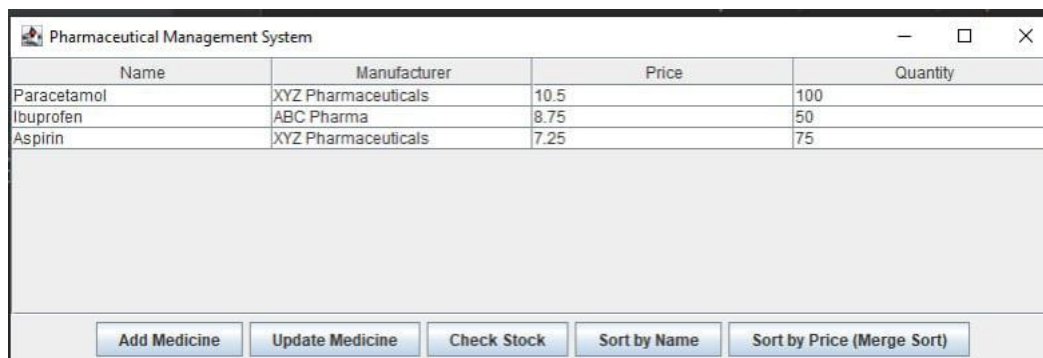 Pharmaceutical Management System
Name Manufacturer Price Quantity
Paracetamol XYZ Pharmaceuticals 10.5 100
Ibuprofen ABC Pharma 8.75 50
Aspirin XYZ Pharmaceuticals 7.25 75
Add Medicine Update Medicine Check Stock Sort by Name Sort by Price (Merge Sort)